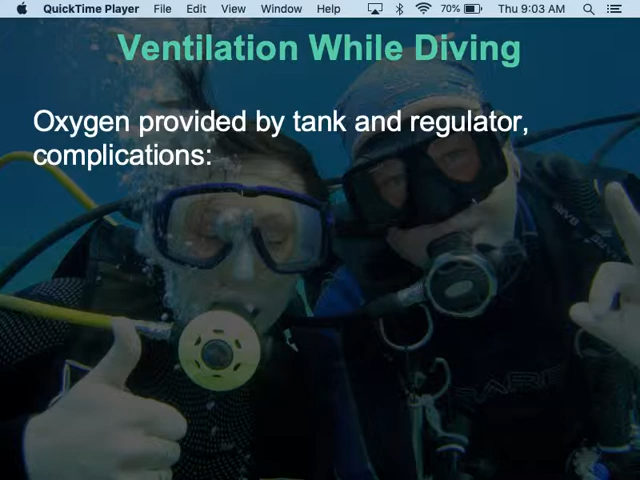 QuickTime Player File Edit View Window Help 70% Thu 9:03 AM
Ventilation While Diving
Oxygen provided by tank and regulator,
complications: